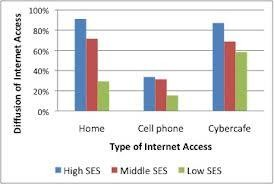 Diffusion of Internet Access
120%
100%
80%
60%
40%
20%
0%
Home
Cell phone
Cybercafe
Type of Internet Access
High SES
Middle SES
Low SES